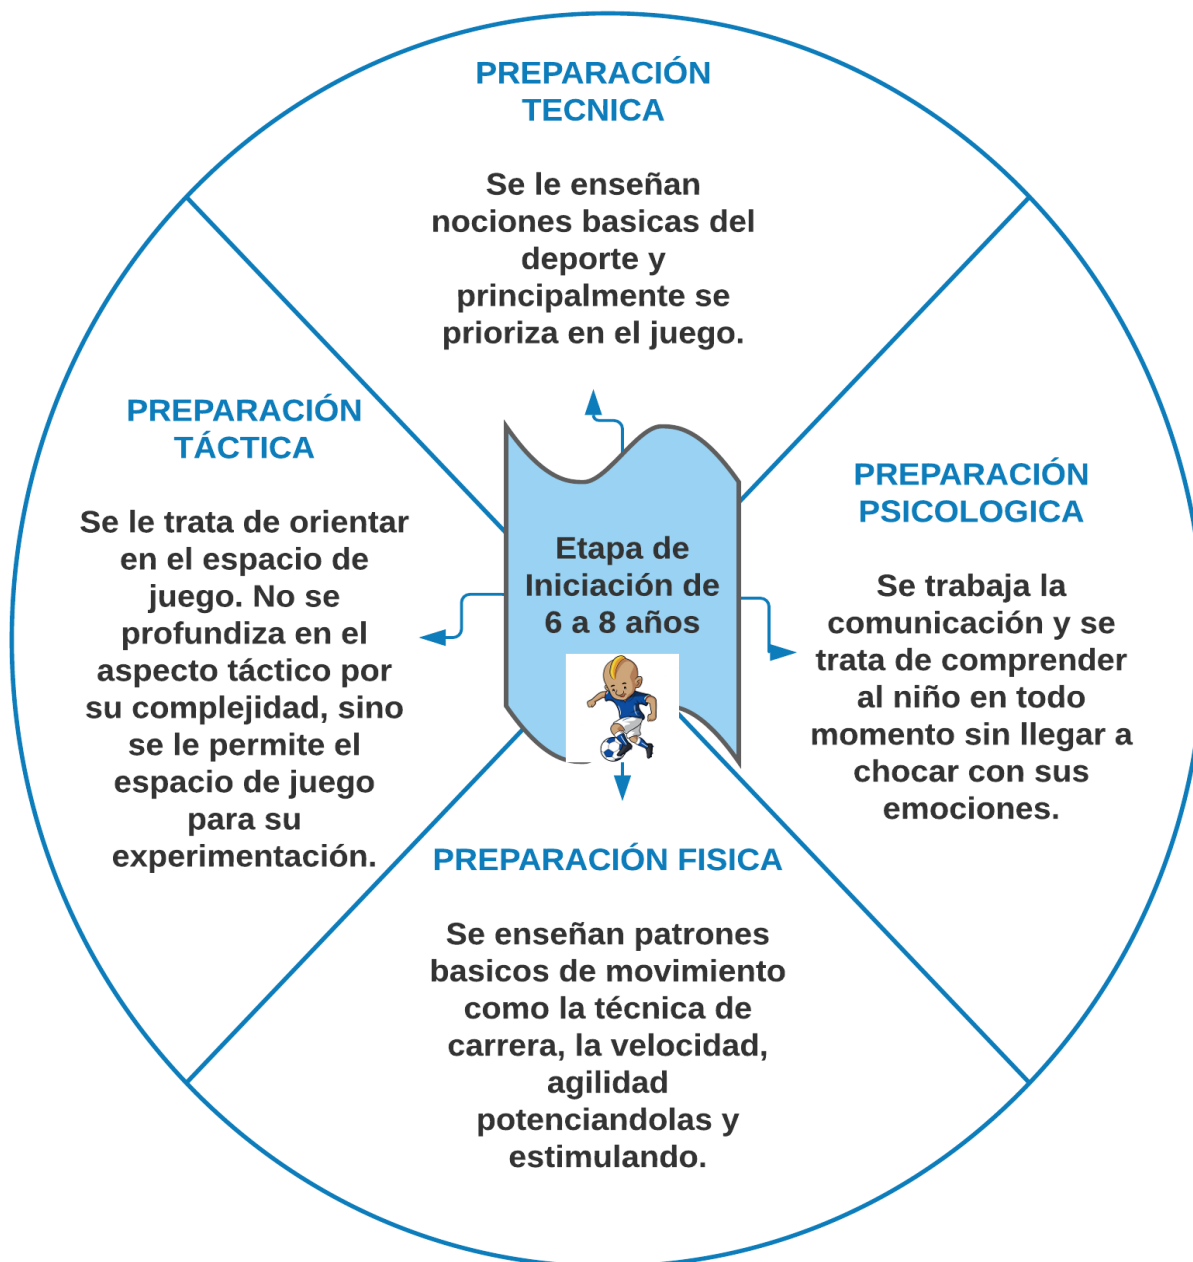 PREPARACIÓN
TECNICA
Se le enseñan
nociones basicas del
deporte y
principalmente se
prioriza en el juego.
PREPARACIÓN
TÁCTICA
Se le trata de orientar
en el espacio de
juego. No se
profundiza en el
aspecto táctico por
su complejidad, sino
se le permite el
espacio de juego
para su
experimentación.
Etapa de
Iniciación de
6 a 8 años
PREPARACIÓN
PSICOLOGICA
Se trabaja la
comunicación y se
trata de comprender
al niño en todo
momento sin llegar a
chocar con sus
emociones.
PREPARACIÓN FISICA
Se enseñan patrones
basicos de movimiento
como la técnica de
carrera, la velocidad,
agilidad
potenciandolas y
estimulando.